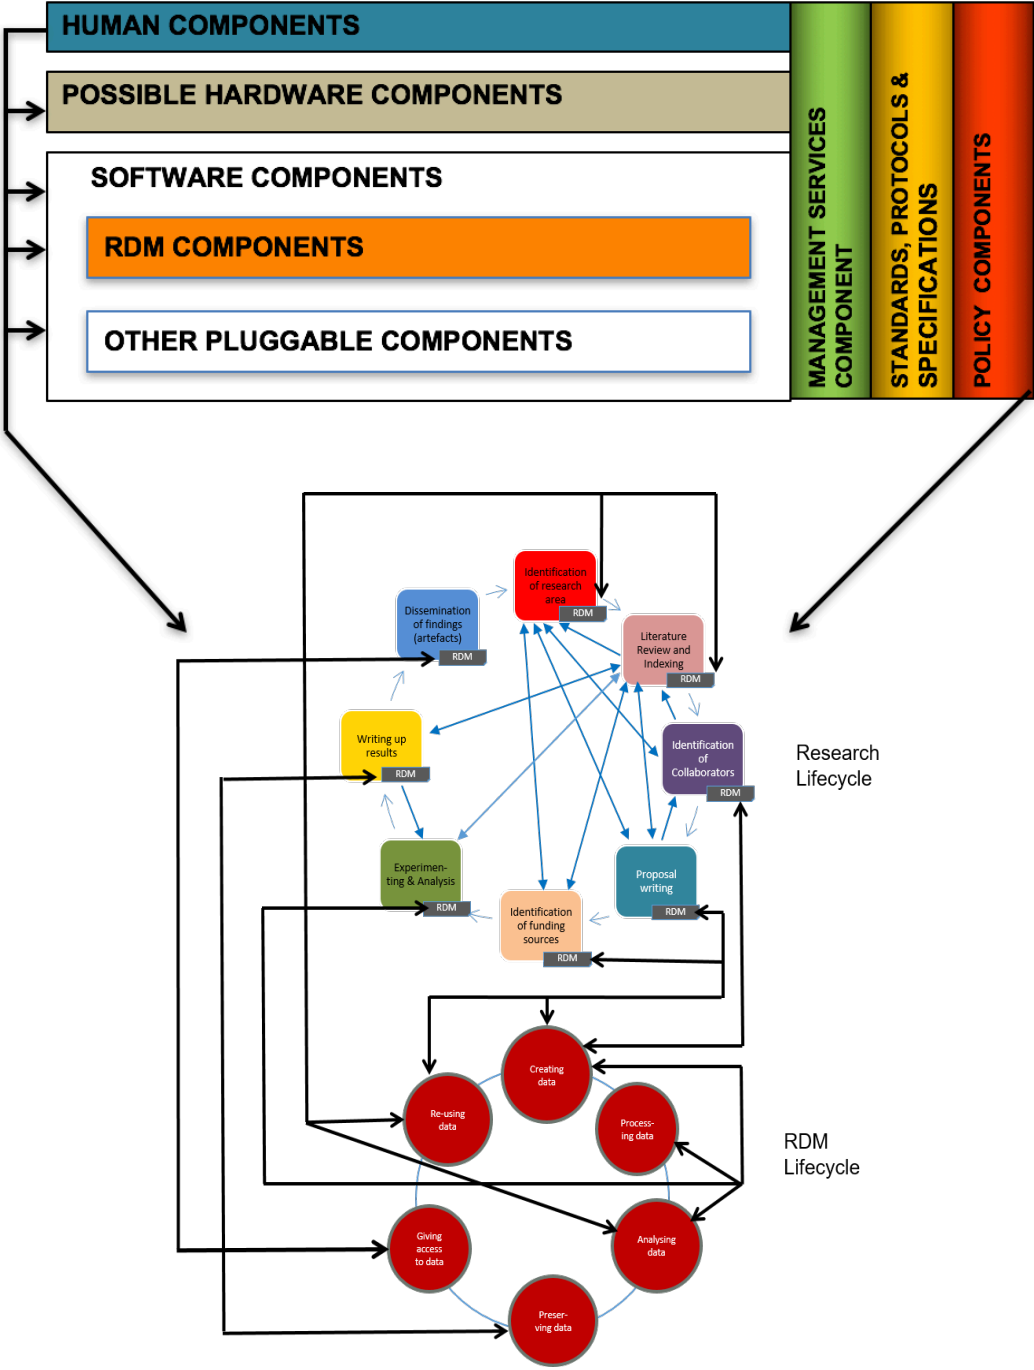 HUMAN COMPONENTS
POSSIBLE HARDWARE COMPONENTS
SOFTWARE COMPONENTS
RDM COMPONENTS
OTHER PLUGGABLE COMPONENTS
MANAGEMENT SERVICES
COMPONENT
STANDARDS, PROTOCOLS &
SPECIFICATIONS
POLICY COMPONENTS
Identification
of research
area
RDM
Dissemination
of findings
(artefacts)
RDM
Literature
Review and
Indexing
RDM
Writing up
results
RDM
Identification
of
Collaborators
RDM
Research
Lifecycle
Experimen-
ting & Analysis
RDM
Proposal
writing
RDM
Identification
of funding
sources
RDM
Creating
data
Re-using
data
Process-
ing data
RDM
Lifecycle
Giving
access
to data
Analysing
data
Preser-
ving data